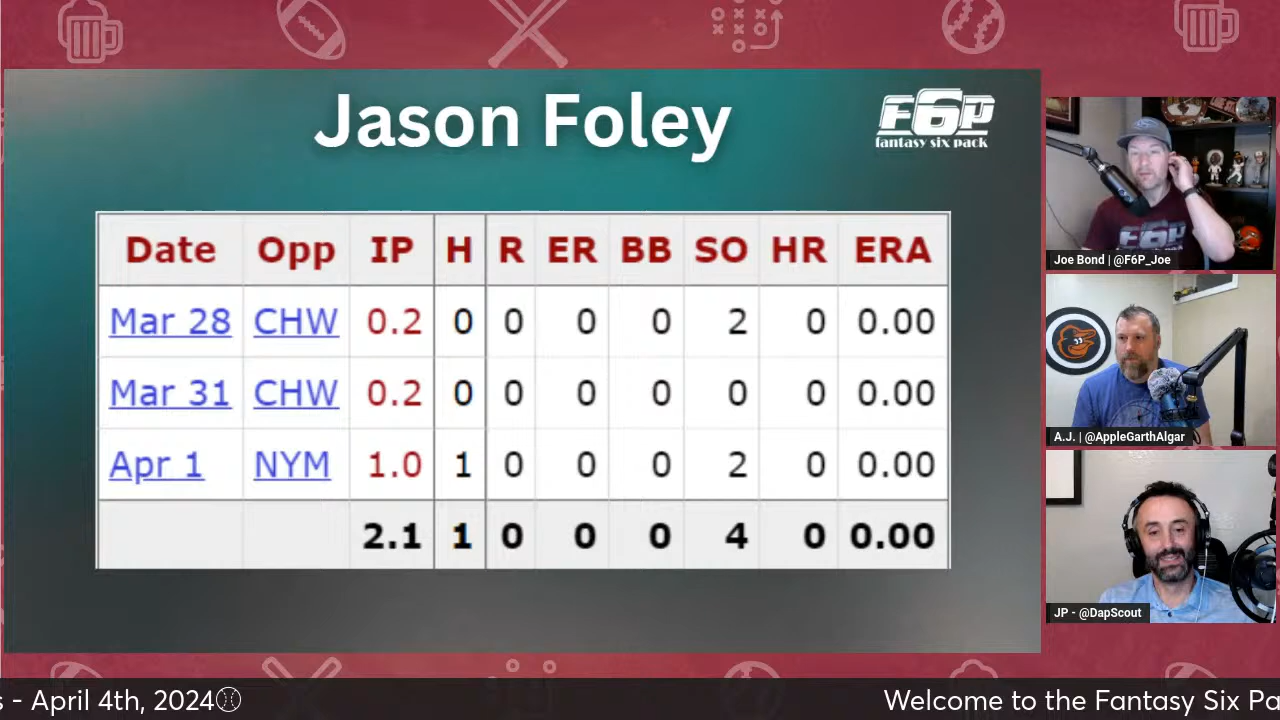 Jason Foley
F6P
fantasy six pack
Date Opp IP H R ER BB SO HR ERA
Mar 28 CHW 0.2 0 0 0 0 2 0 0.00
Mar 31 CHW 0.2 0 0 0 0 0 0 0.00
Apr 1 NYM 1.0 1 0 0 0 2 0 0.00
2.1 1 0 0 0 4 0 0.00
F6P
Joe Bond | @F6P_Joe
A.J. | @AppleGarthAlgar
JP - @DapScout
s - April 4th, 2024 Welcome to the Fantasy Six Pa